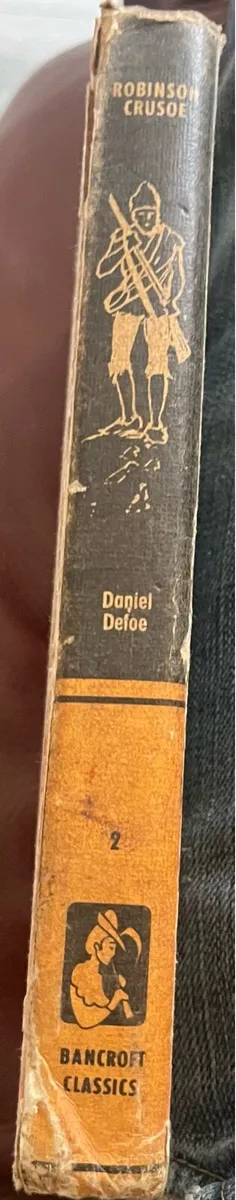 ROBINSON
CRUSOE
Daniel
Defoe
2
BANCROFT
CLASSICS